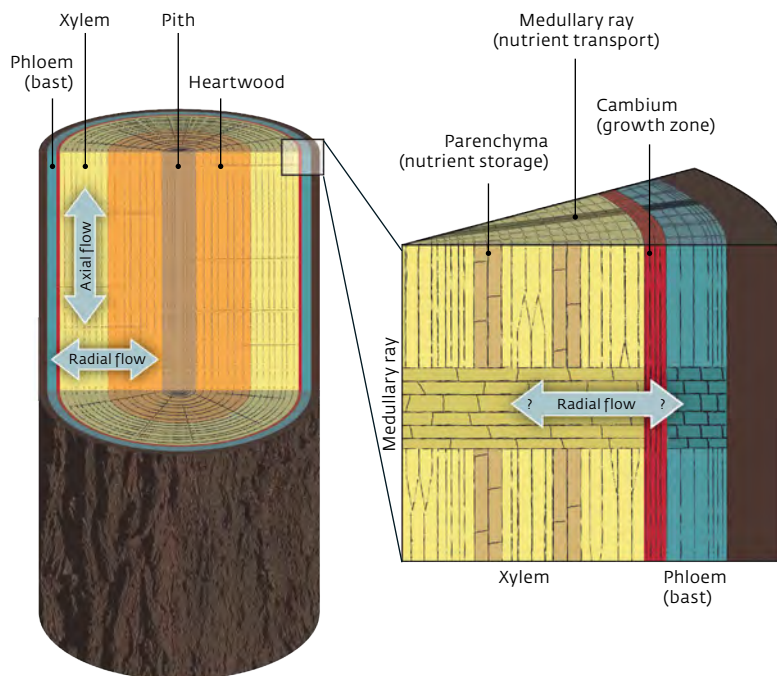 Xylem
Pith
Phloem
(bast)
Heartwood
Axial flow
Radial flow
Medullary ray
(nutrient transport)
Cambium
(growth zone)
Parenchyma
(nutrient storage)
Medullary ray
? Radial flow ?
Xylem
Phloem
(bast)